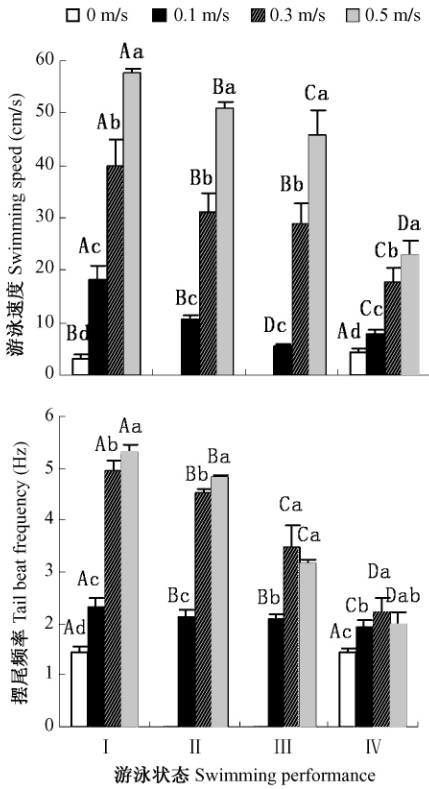 0 m/s 0.1 m/s 0.3 m/s 0.5 m/s
游泳速度 Swimming speed (cm/s)
60
50
40
30
20
10
0
Bd Ac Ab Aa
Bc Bb Ba
Dc Bb Ca
Ad Cc Cb Da
摆尾频率 Tail beat frequency (Hz)
6
5
4
3
2
1
0
Ad Ac Ab Aa
Bc Bb Ba
Bb Ca Ca
Ac Cb Da Dab
I II III IV
游泳状态 Swimming performance